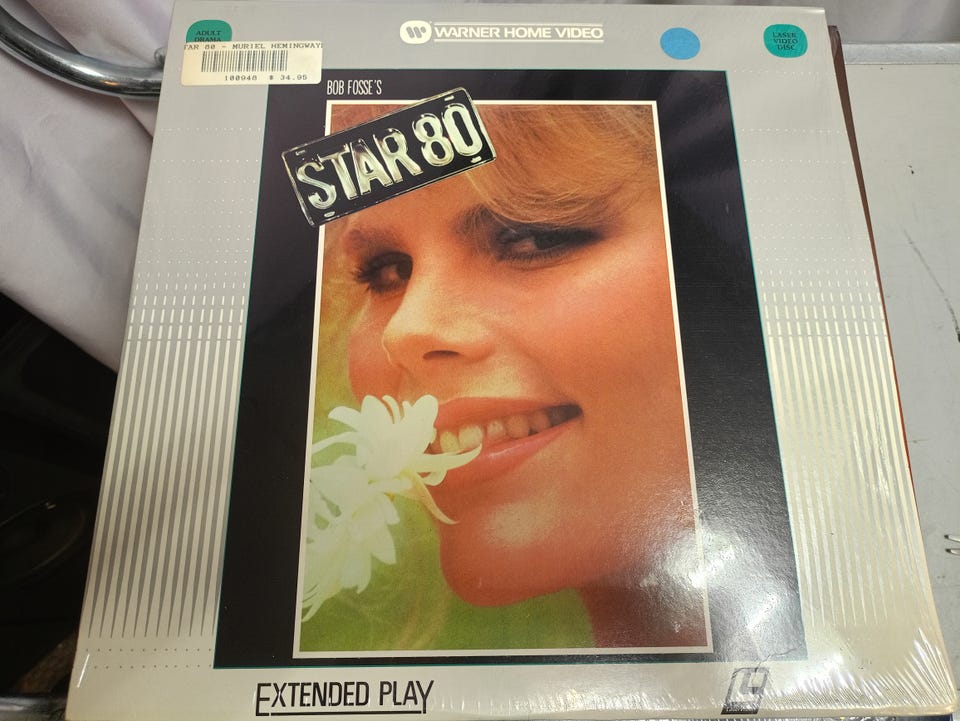 ADULT
DRAMA
TAR 80 - MURIEL HEMINGWAY
100948 $ 34.95
WARNER HOME VIDEO
LASER
VIDEO
DISC
BOB FOSSE'S
STAR 80
EXTENDED PLAY